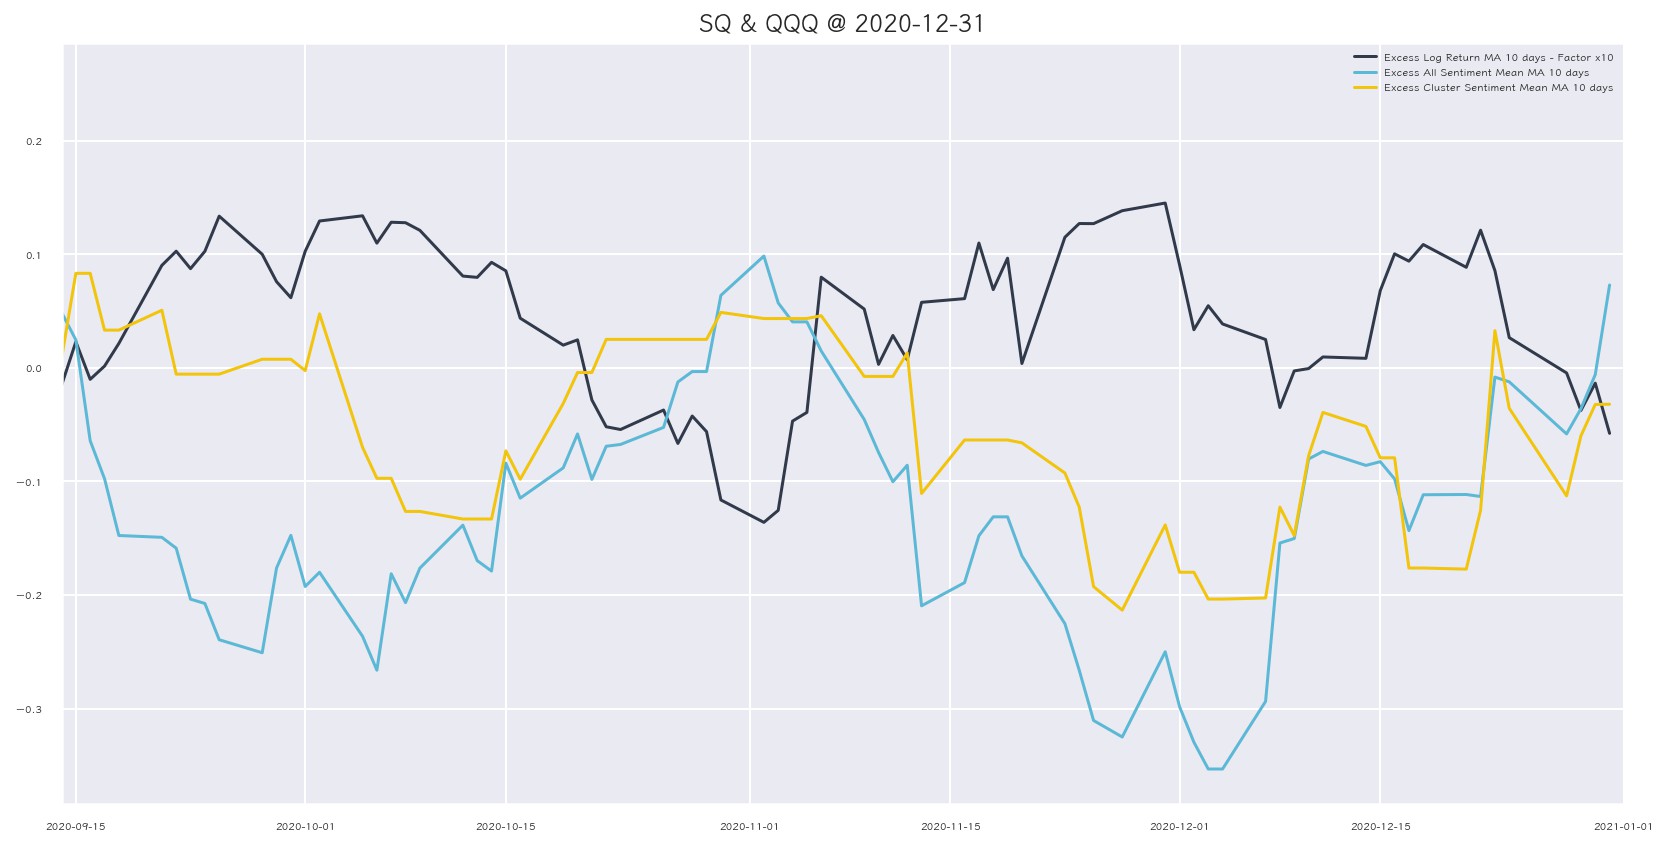 SQ & QQQ @ 2020-12-31
Excess Log Return MA 10 days - Factor x10
Excess All Sentiment Mean MA 10 days
Excess Cluster Sentiment Mean MA 10 days
0.2
0.1
0.0
−0.1
−0.2
−0.3
2020-09-15 2020-10-01 2020-10-15 2020-11-01 2020-11-15 2020-12-01 2020-12-15 2021-01-01